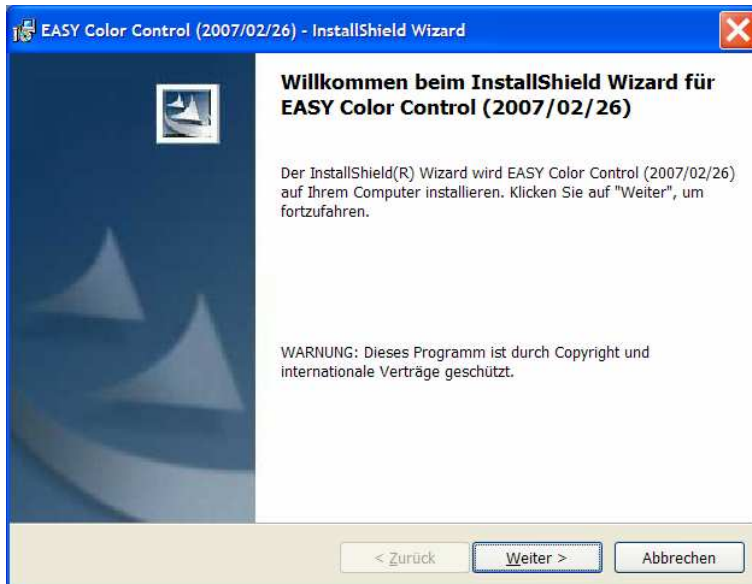 EASY Color Control (2007/02/26) - InstallShield Wizard
Willkommen beim InstallShield Wizard für
EASY Color Control (2007/02/26)
Der InstallShield(R) Wizard wird EASY Color Control (2007/02/26)
auf Ihrem Computer installieren. Klicken Sie auf "Weiter", um
fortzufahren.
WARNUNG: Dieses Programm ist durch Copyright und
internationale Verträge geschützt.
< Zurück
Weiter >
Abbrechen